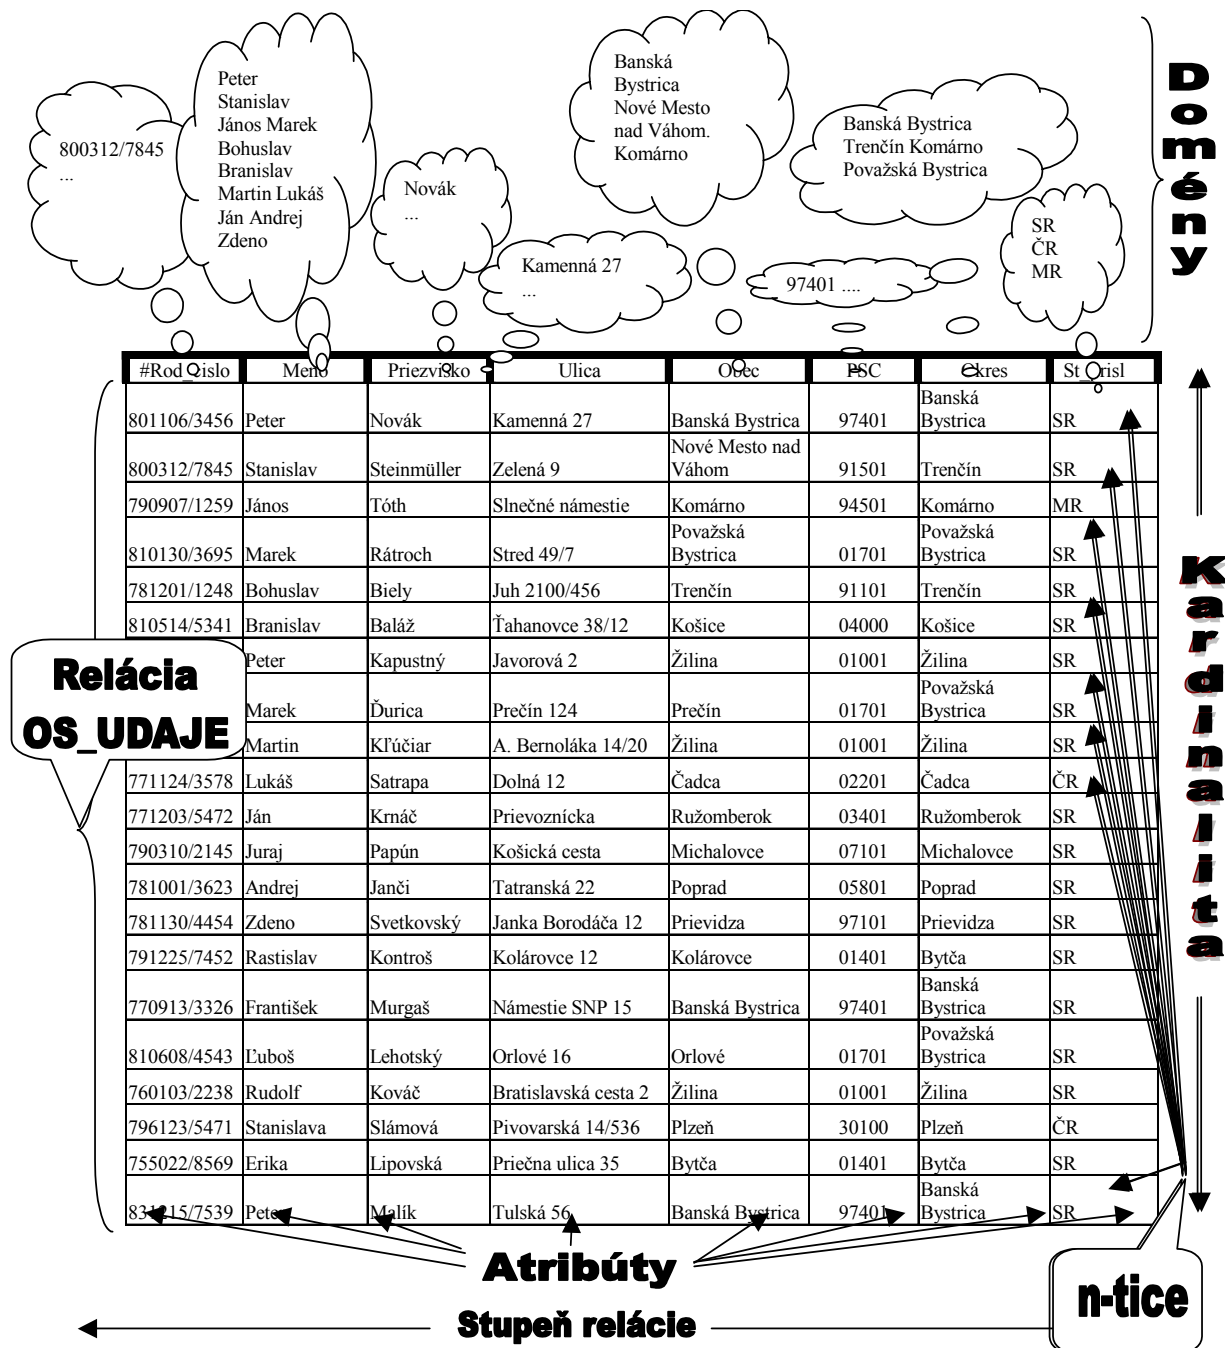 800312/7845
...
Peter
Stanislav
János Marek
Bohuslav
Branislav
Martin Lukáš
Ján Andrej
Zdeno
Novák
...
Kamenná 27
...
Banská
Bystrica
Nové Mesto
nad Váhom.
Komárno
97401 ....
Banská Bystrica
Trenčín Komárno
Považská Bystrica
SR
ČR
MR
Domény
#Rod_cislo Meno Priezvisko Ulica Obec PSC Okres St_prisl
801106/3456 Peter Novák Kamenná 27 Banská Bystrica 97401 Banská Bystrica SR
800312/7845 Stanislav Steinmüller Zelená 9 Nové Mesto nad Váhom 91501 Trenčín SR
790907/1259 János Tóth Slnečné námestie Komárno 94501 Komárno MR
810130/3695 Marek Rátroch Stred 49/7 Považská Bystrica 01701 Považská Bystrica SR
781201/1248 Bohuslav Biely Juh 2100/456 Trenčín 91101 Trenčín SR
810514/5341 Branislav Baláž Ťahanovce 38/12 Košice 04000 Košice SR
Peter Kapustný Javorová 2 Žilina 01001 Žilina SR
Marek Ďurica Prečín 124 Prečín 01701 Považská Bystrica SR
Martin Kľúčiar A. Bernoláka 14/20 Žilina 01001 Žilina SR
771124/3578 Lukáš Satrapa Dolná 12 Čadca 02201 Čadca ČR
771203/5472 Ján Krnáč Prievoznícka Ružomberok 03401 Ružomberok SR
790310/2145 Juraj Papún Košická cesta Michalovce 07101 Michalovce SR
781001/3623 Andrej Janči Tatranská 22 Poprad 05801 Poprad SR
781130/4454 Zdeno Svetkovský Janka Borodáča 12 Prievidza 97101 Prievidza SR
791225/7452 Rastislav Kontroš Kolárovce 12 Kolárovce 01401 Bytča SR
770913/3326 František Murgaš Námestie SNP 15 Banská Bystrica 97401 Banská Bystrica SR
810608/4543 Ľuboš Lehotský Orlové 16 Orlové 01701 Považská Bystrica SR
760103/2238 Rudolf Kováč Bratislavská cesta 2 Žilina 01001 Žilina SR
796123/5471 Stanislava Slámová Pivovarská 14/536 Plzeň 30100 Plzeň ČR
755022/8569 Erika Lipovská Priečna ulica 35 Bytča 01401 Bytča SR
831215/7539 Peter Malík Tulská 56 Banská Bystrica 97401 Banská Bystrica SR
Relácia
OS_UDAJE
Kardinalita
Atribúty
n-tice
Stupeň relácie